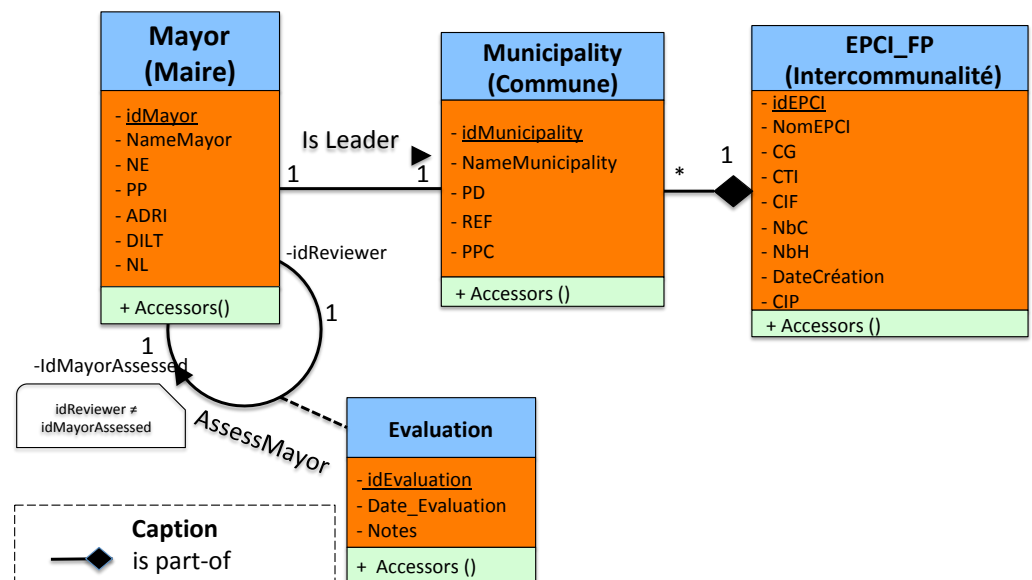 Mayor
(Maire)
- idMayor
- NameMayor
- NE
- PP
- ADRI
- DILT
- NL
+ Accessors()
Is Leader
1
1
Municipality
(Commune)
- idMunicipality
- NameMunicipality
- PD
- REF
- PPC
+ Accessors ()
*
1
EPCI_FP
(Intercommunalité)
- idEPCI
- NomEPCI
- CG
- CTI
- CIF
- NbC
- NbH
- DateCréation
- CIP
+ Accessors ()
-idReviewer
1
1
-IdMayorAssessed
idReviewer ≠
idMayorAssessed
AssessMayor
Evaluation
- idEvaluation
- Date_Evaluation
- Notes
+ Accessors ()
Caption
is part-of